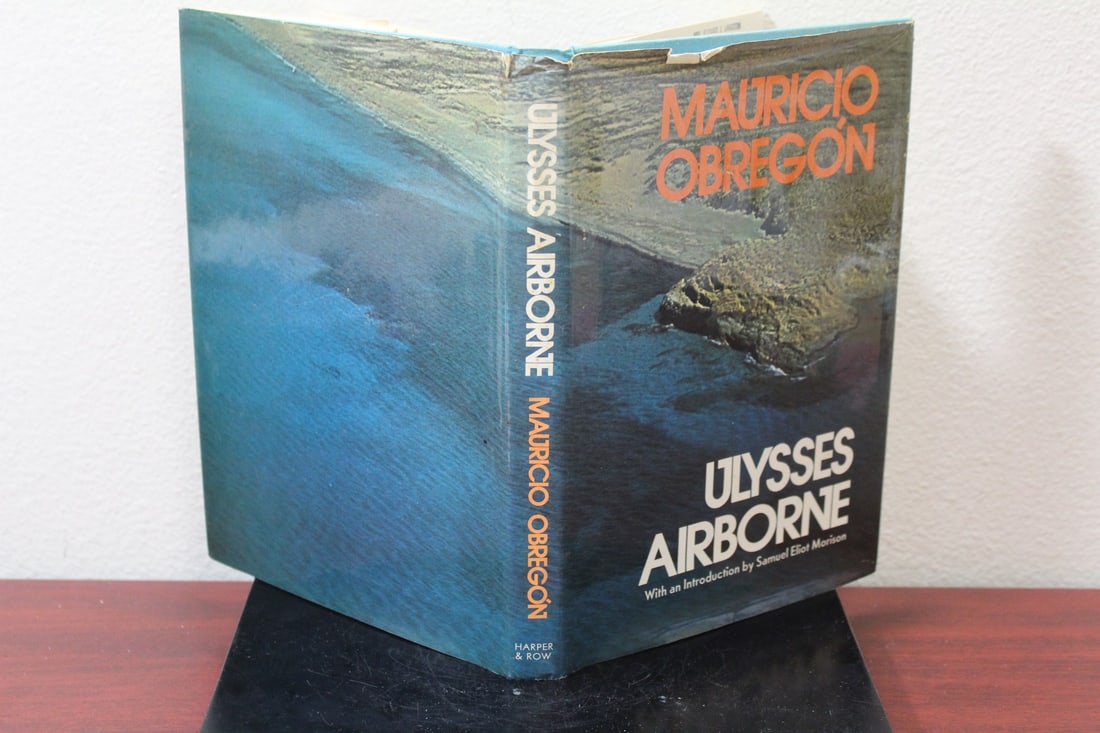 ULYSSES AIRBORNE MAURICIO OBREGÓN
HARPER
& ROW
MAURICIO
OBREGÓN
ULYSSES
AIRBORNE
With an Introduction by Samuel Eliot Morison